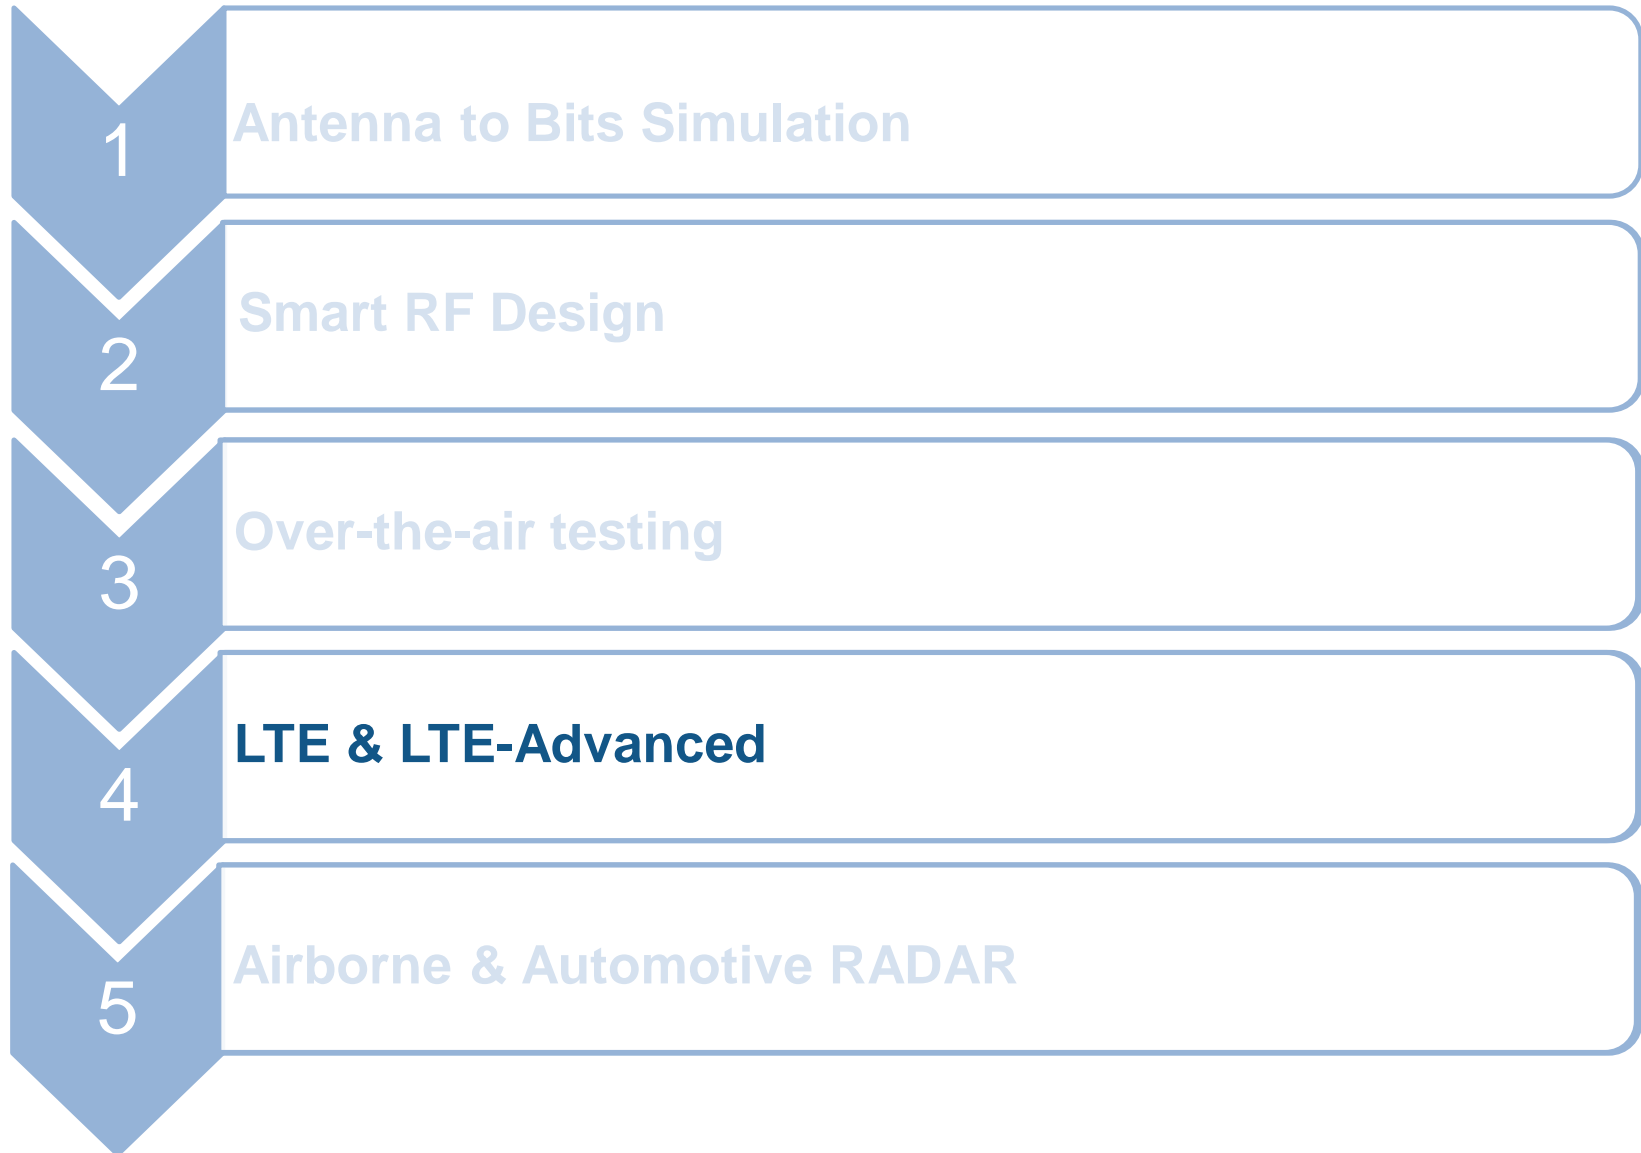 1
Antenna to Bits Simulation
2
Smart RF Design
3
Over-the-air testing
4
LTE & LTE-Advanced
5
Airborne & Automotive RADAR